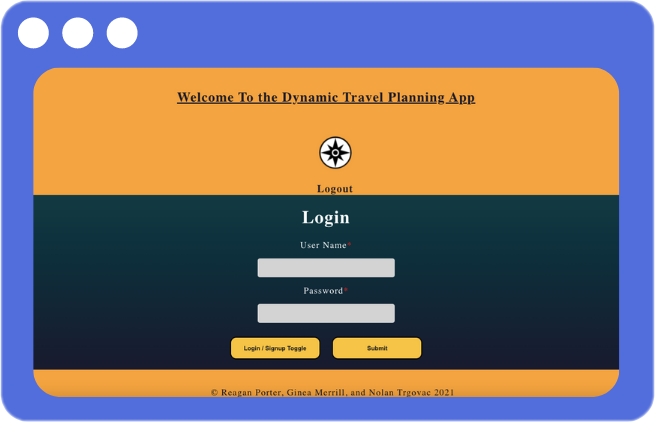 Welcome To the Dynamic Travel Planning App
Logout
Login
User Name*
Password*
Login / Signup Toggle
Submit
© Reagan Porter, Ginea Merrill, and Nolan Trgovac 2021